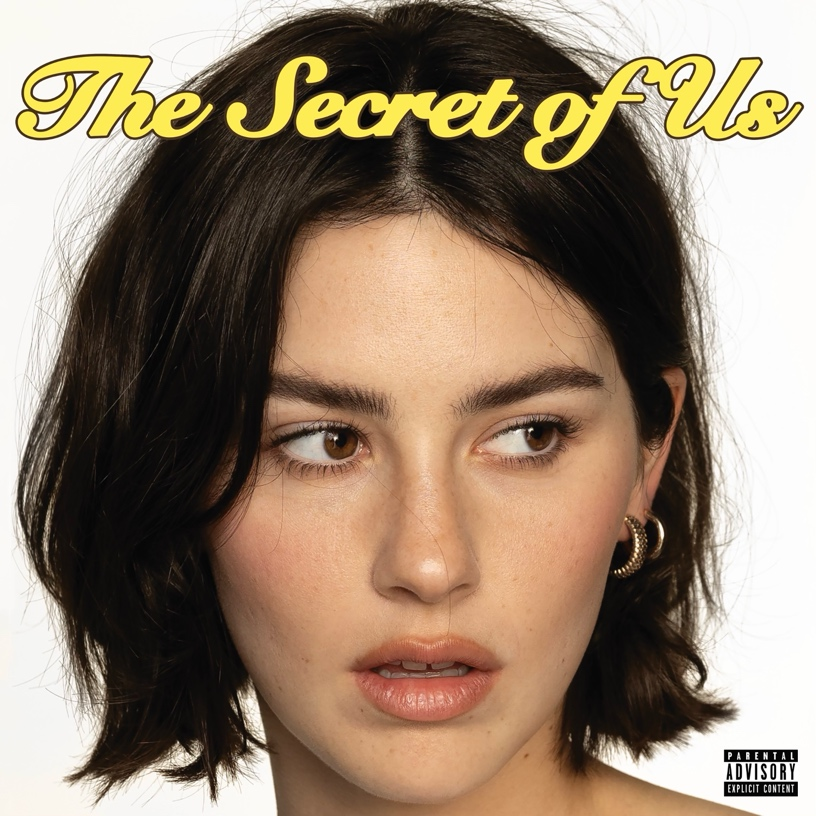 The Secret of Us
PARENTAL
ADVISORY
EXPLICIT CONTENT